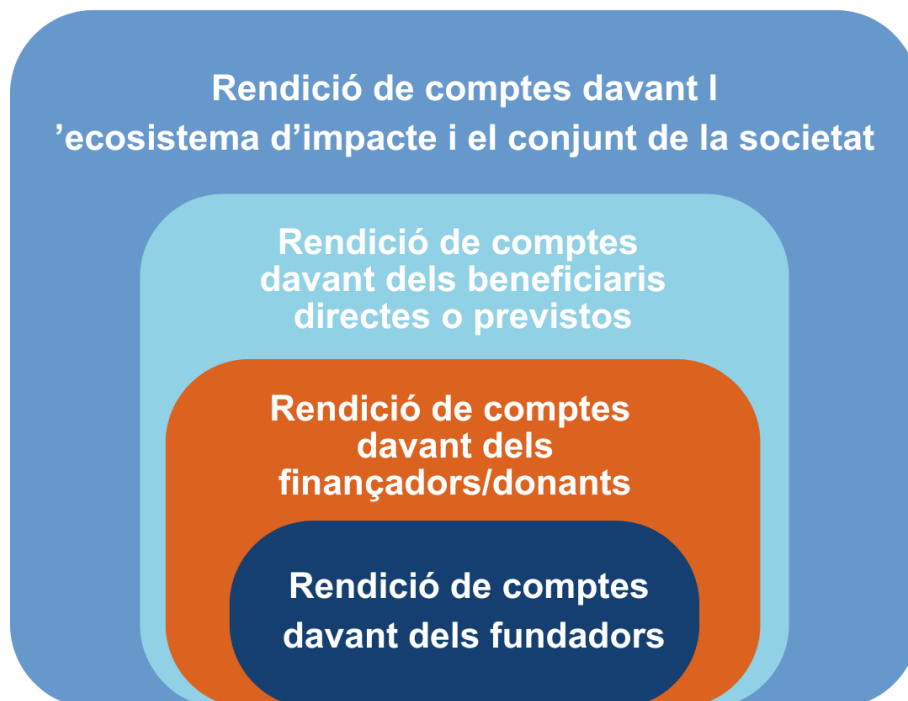 Rendició de comptes davant l
’ecosistema d’impacte i el conjunt de la societat
Rendició de comptes
davant dels beneficiaris
directes o previstos
Rendició de comptes
davant dels
finançadors/donants
Rendició de comptes
davant dels fundadors